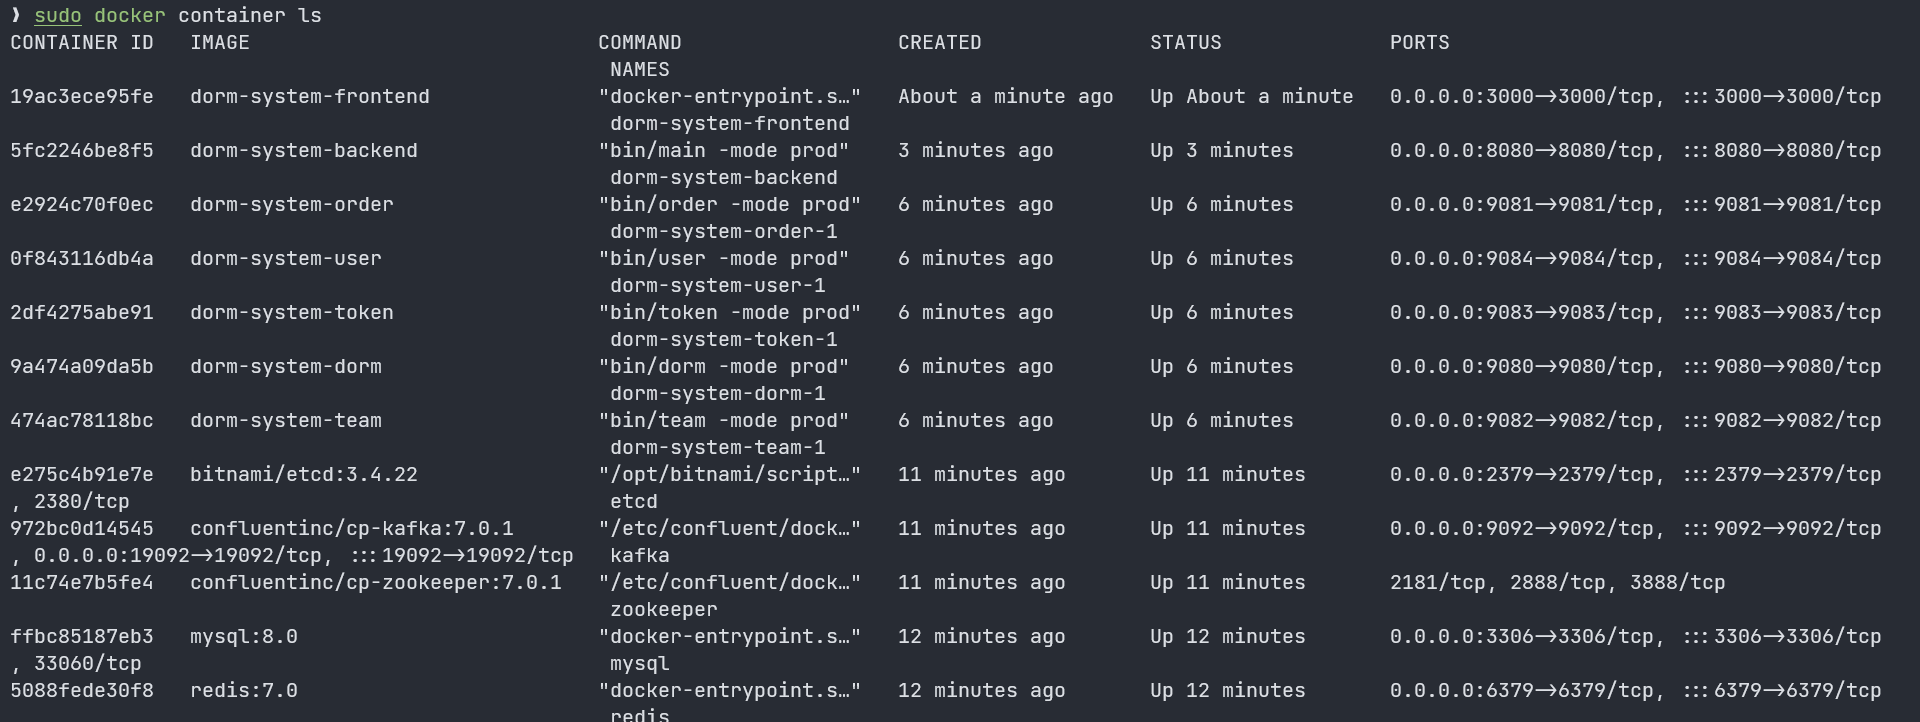 ❱ sudo docker container ls
CONTAINER ID   IMAGE                             COMMAND                  CREATED              STATUS              PORTS
NAMES
19ac3ece95fe   dorm-system-frontend              "docker-entrypoint.s…"   About a minute ago   Up About a minute   0.0.0.0:3000->3000/tcp, :::3000->3000/tcp
dorm-system-frontend
5fc2246be8f5   dorm-system-backend               "bin/main -mode prod"    3 minutes ago        Up 3 minutes        0.0.0.0:8080->8080/tcp, :::8080->8080/tcp
dorm-system-backend
e2924c70f0ec   dorm-system-order                 "bin/order -mode prod"   6 minutes ago        Up 6 minutes        0.0.0.0:9081->9081/tcp, :::9081->9081/tcp
dorm-system-order-1
0f843116db4a   dorm-system-user                  "bin/user -mode prod"    6 minutes ago        Up 6 minutes        0.0.0.0:9084->9084/tcp, :::9084->9084/tcp
dorm-system-user-1
2df4275abe91   dorm-system-token                 "bin/token -mode prod"   6 minutes ago        Up 6 minutes        0.0.0.0:9083->9083/tcp, :::9083->9083/tcp
dorm-system-token-1
9a474a09da5b   dorm-system-dorm                  "bin/dorm -mode prod"    6 minutes ago        Up 6 minutes        0.0.0.0:9080->9080/tcp, :::9080->9080/tcp
dorm-system-dorm-1
474ac78118bc   dorm-system-team                  "bin/team -mode prod"    6 minutes ago        Up 6 minutes        0.0.0.0:9082->9082/tcp, :::9082->9082/tcp
dorm-system-team-1
e275c4b91e7e   bitnami/etcd:3.4.22               "/opt/bitnami/script…"   11 minutes ago       Up 11 minutes       0.0.0.0:2379->2379/tcp, :::2379->2379/tcp
, 2380/tcp                                        etcd
972bc0d14545   confluentinc/cp-kafka:7.0.1       "/etc/confluent/dock…"   11 minutes ago       Up 11 minutes       0.0.0.0:9092->9092/tcp, :::9092->9092/tcp
, 0.0.0.0:19092->19092/tcp, :::19092->19092/tcp   kafka
11c74e7b5fe4   confluentinc/cp-zookeeper:7.0.1   "/etc/confluent/dock…"   11 minutes ago       Up 11 minutes       2181/tcp, 2888/tcp, 3888/tcp
zookeeper
ffbc85187eb3   mysql:8.0                         "docker-entrypoint.s…"   12 minutes ago       Up 12 minutes       0.0.0.0:3306->3306/tcp, :::3306->3306/tcp
, 33060/tcp                                       mysql
5088fede30f8   redis:7.0                         "docker-entrypoint.s…"   12 minutes ago       Up 12 minutes       0.0.0.0:6379->6379/tcp, :::6379->6379/tcp
redis